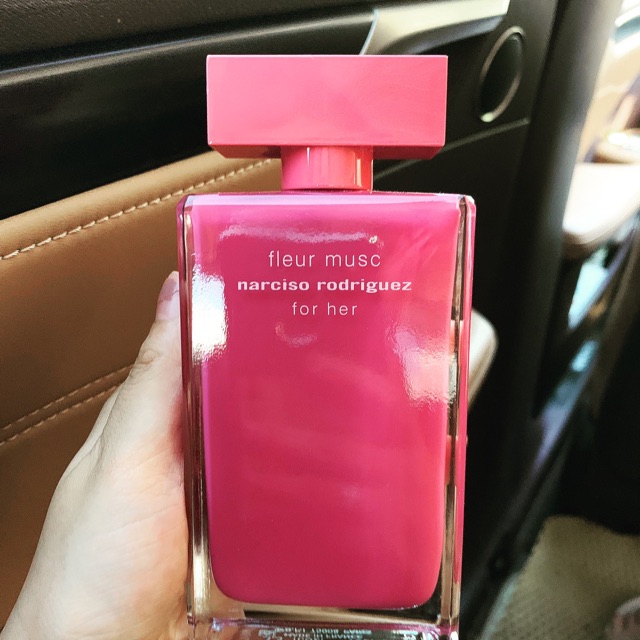 fleur musc
narciso rodriguez
for her